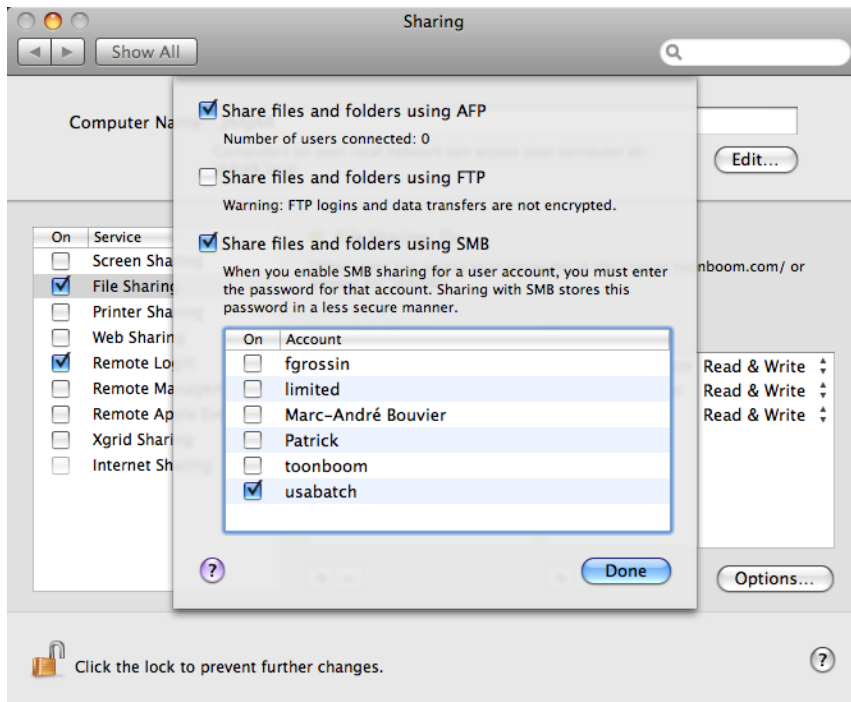 Sharing
Show All
Share files and folders using AFP
Number of users connected: 0
Computer Na
Edit...
Share files and folders using FTP
Warning: FTP logins and data transfers are not encrypted.
Share files and folders using SMB
When you enable SMB sharing for a user account, you must enter
the password for that account. Sharing with SMB stores this
password in a less secure manner.
nboom.com/ or
On Service
Screen Sha
File Sharing
Printer Sha
Web Sharin
Remote Lo
Remote Ma
Remote Ap
Xgrid Shari
Internet Sh
On Account
fgrossin
limited
Marc-André Bouvier
Patrick
toonboom
usabatch
Read & Write
Read & Write
Read & Write
?
Done
Options...
Click the lock to prevent further changes.
?